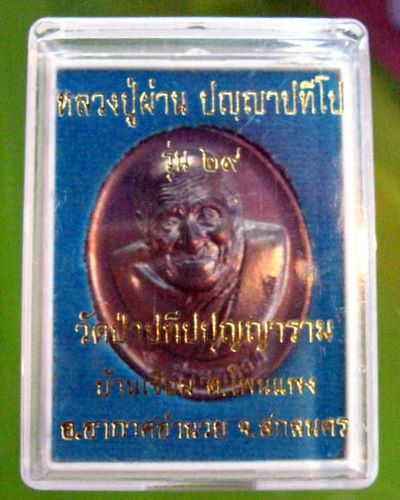 หลวงปู่ผ่าน ปญฺญาปทีโป
รุ่น ๒๙
วัดป่าปทีปปุญญาราม
บ้านเซือม ต.โพนแพง
อ.อากาศอำนวย จ.สกลนคร